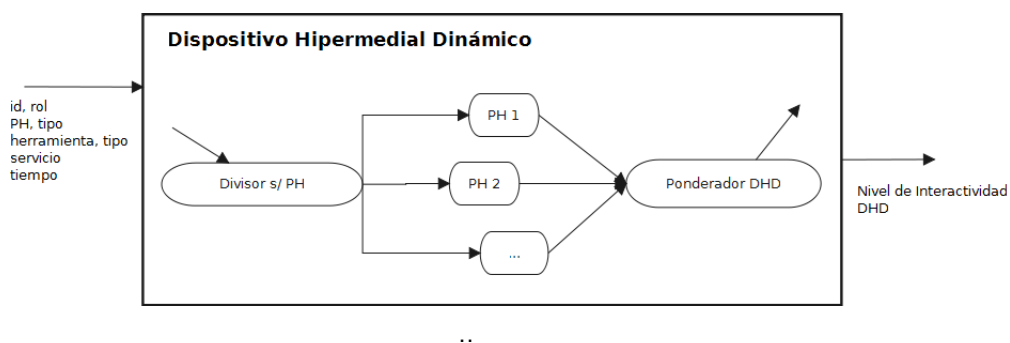 Dispositivo Hipermedial Dinámico
id, rol
PH, tipo
herramienta, tipo
servicio
tiempo
PH 1
Divisor s/ PH
PH 2
Ponderador DHD
...
Nivel de Interactividad
DHD